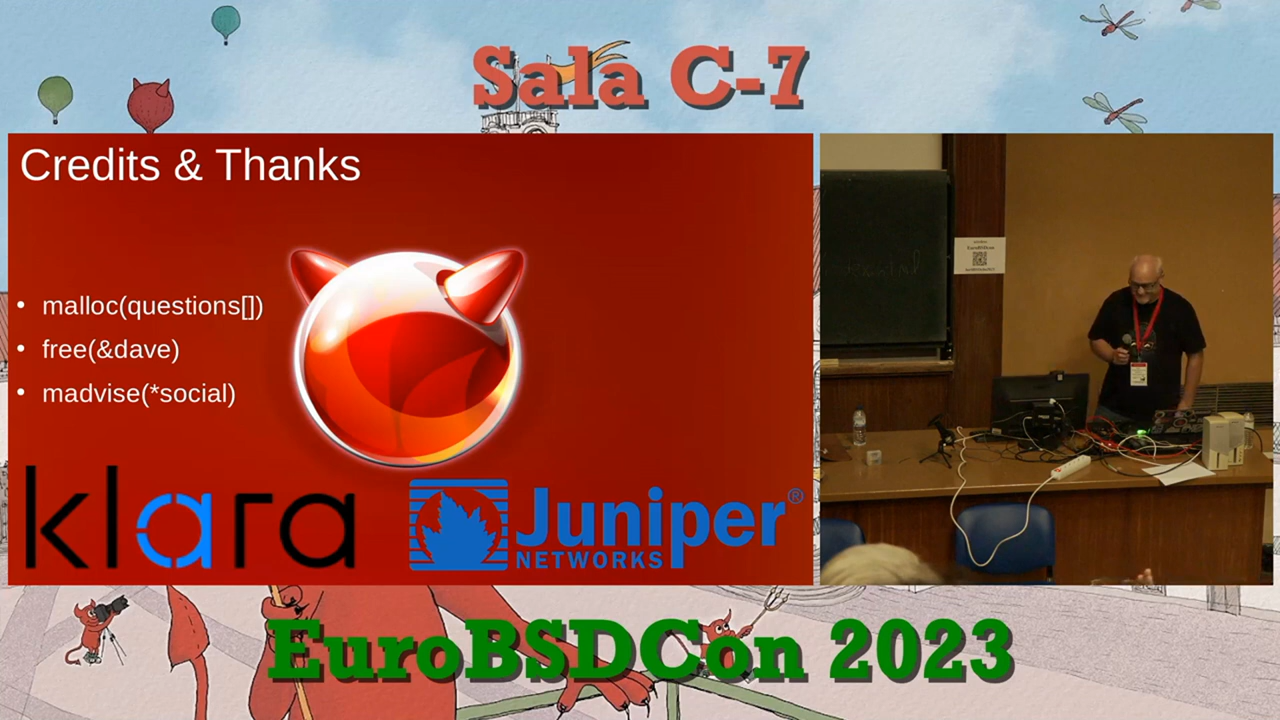 Sala C-7
Credits & Thanks
• malloc(questions[])
• free(&dave)
• madvise(*social)
klara
Juniper®
NETWORKS
EuroBSDCon 2023